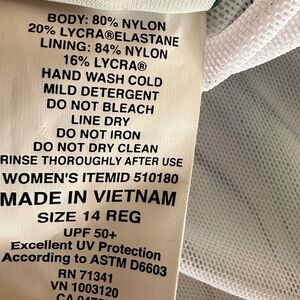 BODY: 80% NYLON
20% LYCRA®ELASTANE
LINING: 84% NYLON
16% LYCRA®
HAND WASH COLD
MILD DETERGENT
DO NOT BLEACH
LINE DRY
DO NOT IRON
DO NOT DRY CLEAN
RINSE THOROUGHLY AFTER USE
WOMEN'S ITEMID 510180
MADE IN VIETNAM
SIZE 14 REG
UPF 50+
Excellent UV Protection
According to ASTM D6603
RN 71341
VN 1003120